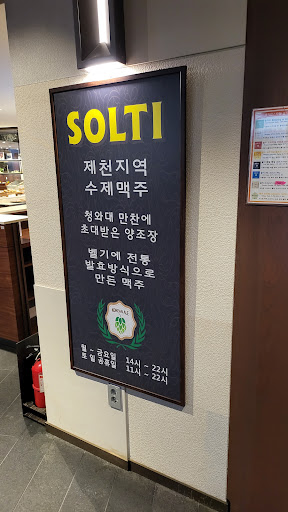 SOLTI
제천지역
수제맥주
청와대 만찬에
초대받은 양조장
벨기에 전통
발효방식으로
만든 맥주
월 ~ 금요일 14시 ~ 22시
토 일 공휴일 11시 ~ 22시